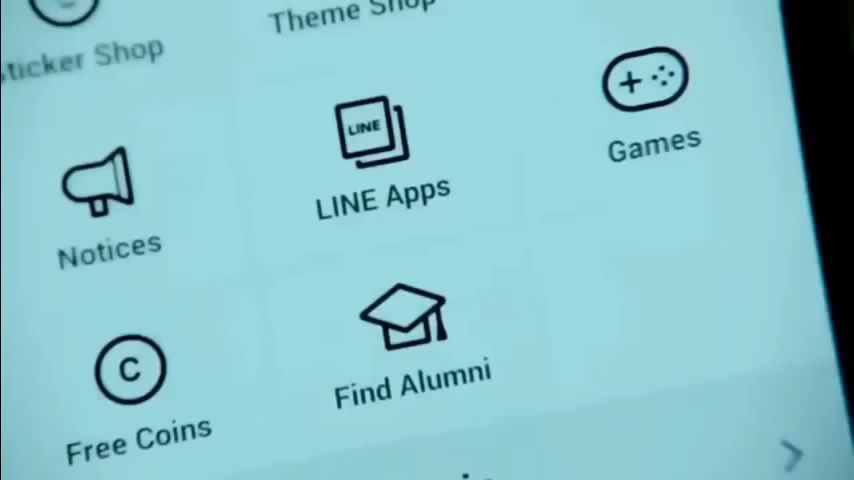 Sticker Shop
Theme Shop
Games
LINE
LINE Apps
Notices
C
Find Alumni
Free Coins